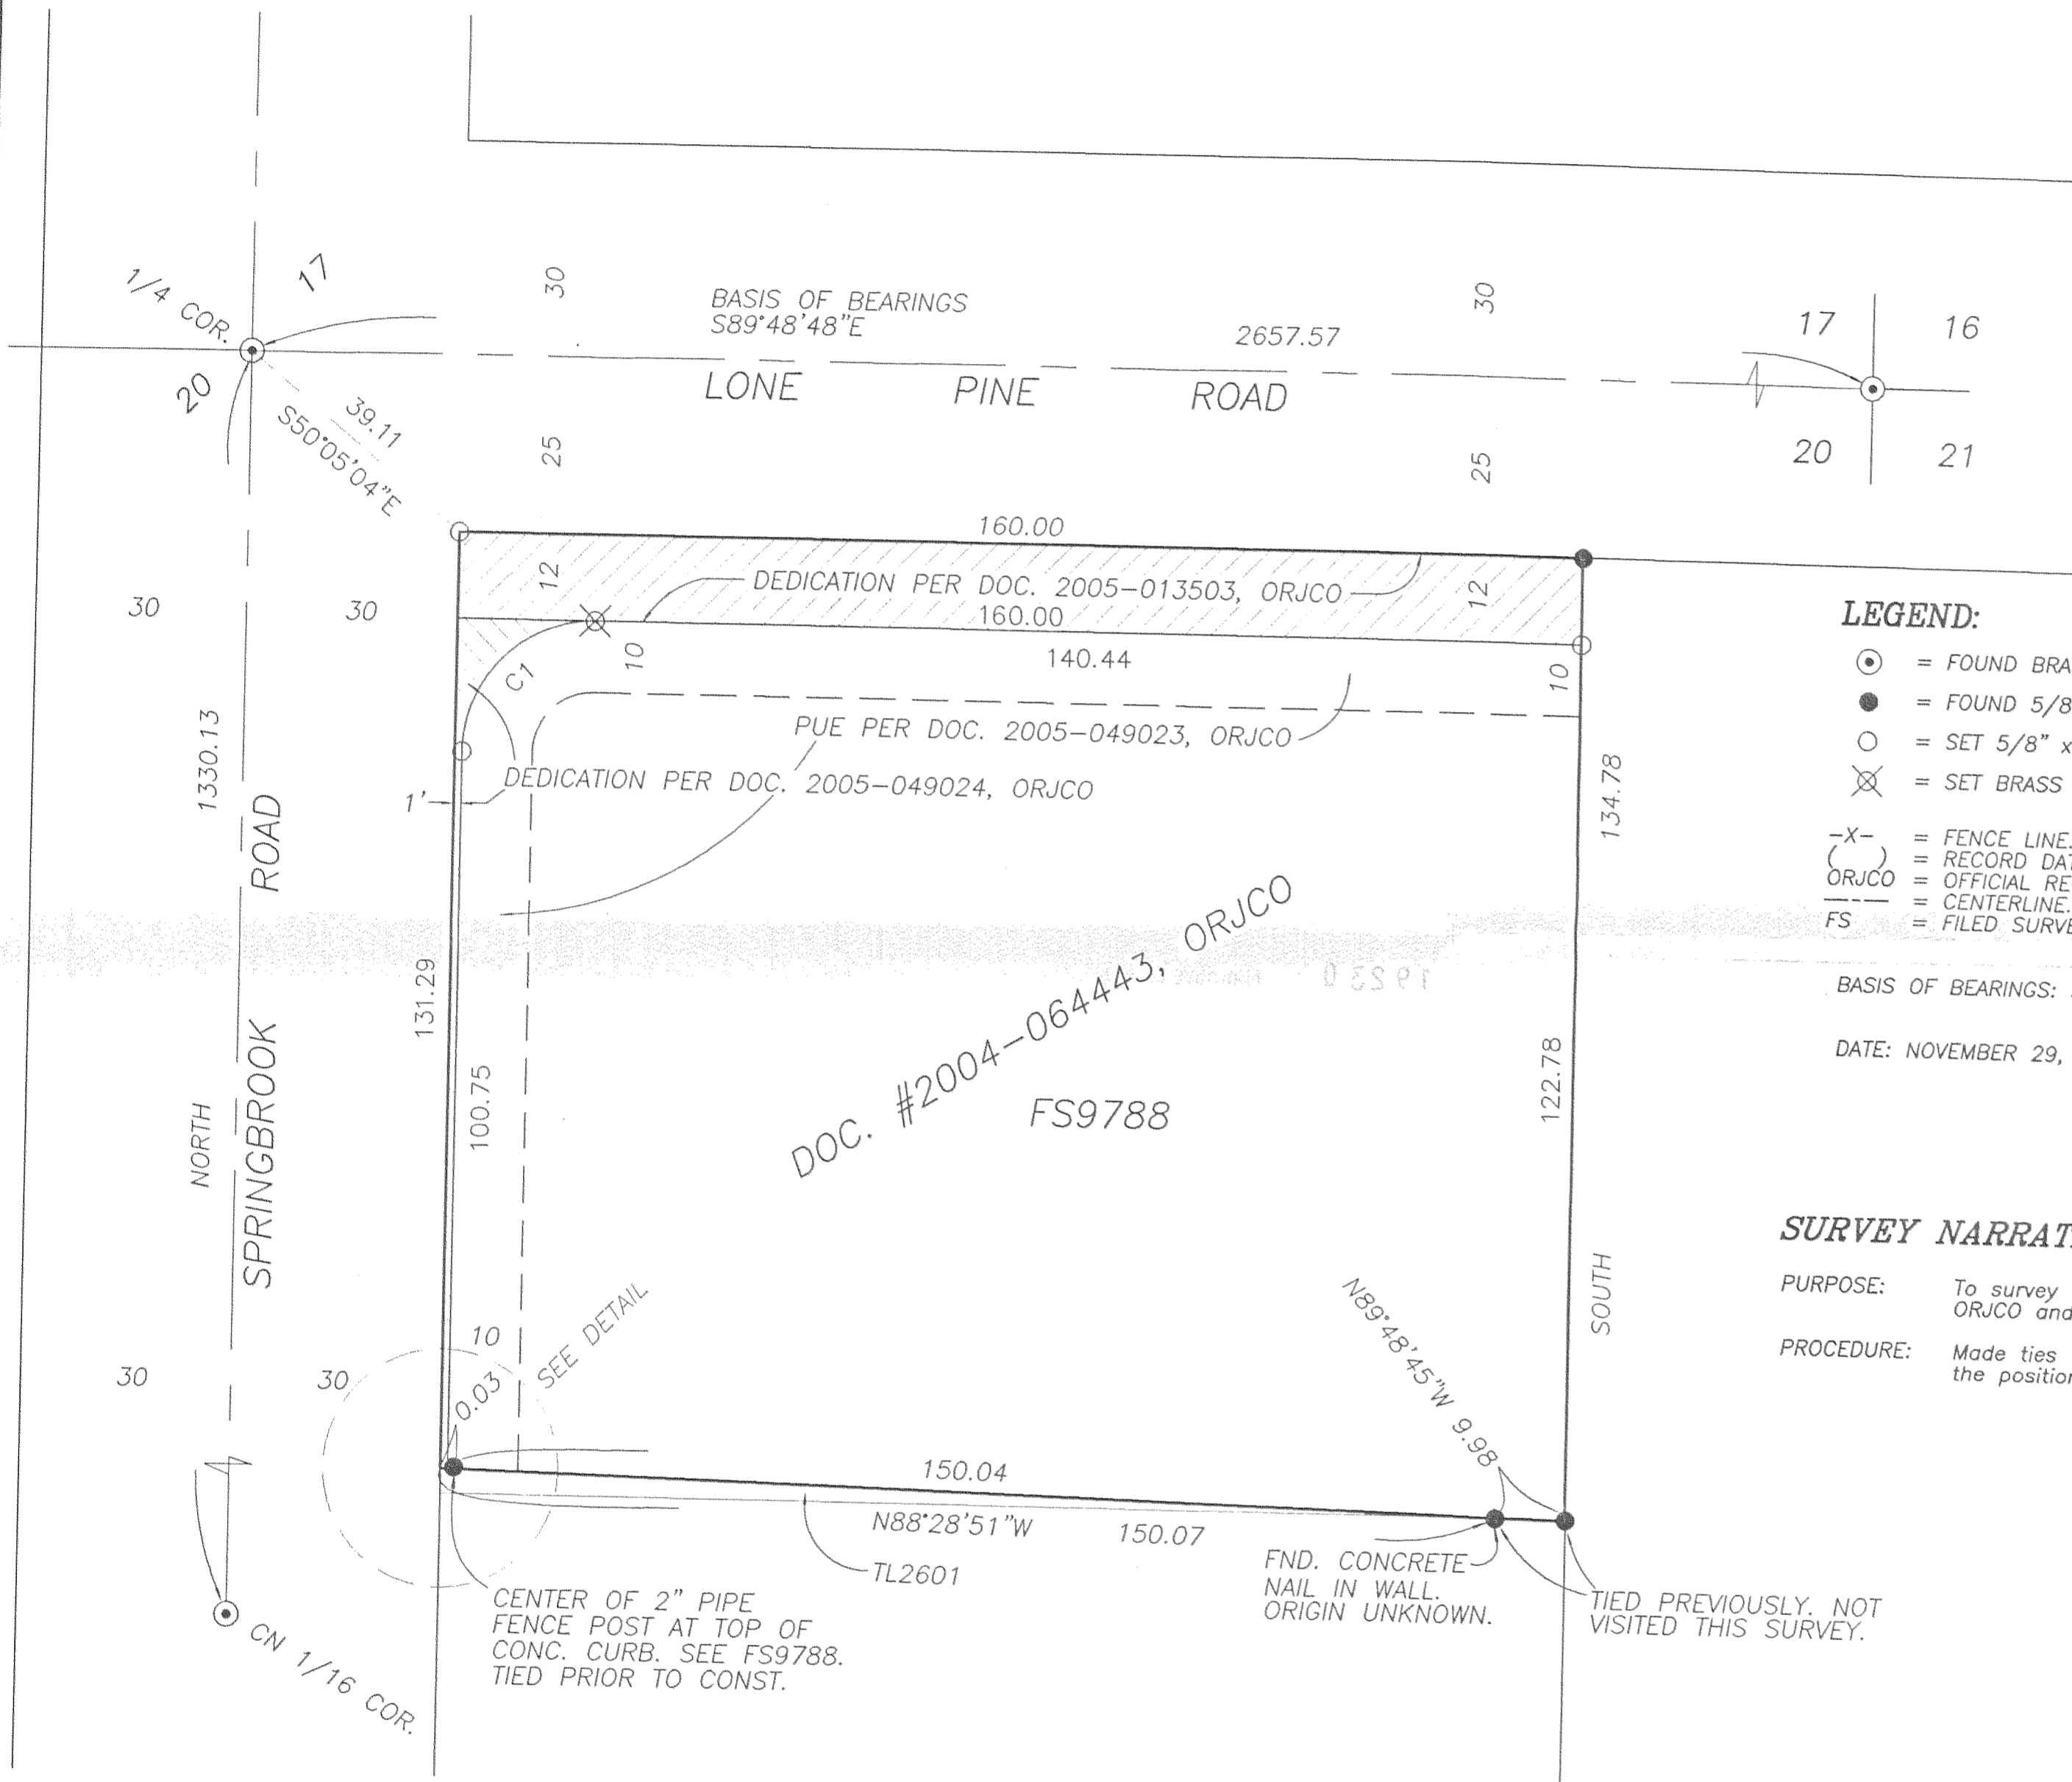 1/4 COR.
17
20
39.11
S50°05'04"E
30
BASIS OF BEARINGS
S89°48'48"E
2657.57
30
LONE PINE ROAD
25
25
17
16
20
21
160.00
12
DEDICATION PER DOC. 2005-013503, ORJCO
12
160.00
140.44
10
10
C1
30
30
PUE PER DOC. 2005-049023, ORJCO
DEDICATION PER DOC. 2005-049024, ORJCO
1'
1330.13
NORTH
SPRINGBROOK ROAD
131.29
100.75
134.78
122.78
SOUTH
DOC. #2004-064443, ORJCO
FS9788
10
0.03
SEE DETAIL
30
30
N89°48'45"W 9.98
150.04
N88°28'51"W
150.07
TL2601
FND. CONCRETE
NAIL IN WALL.
ORIGIN UNKNOWN.
TIED PREVIOUSLY. NOT
VISITED THIS SURVEY.
CENTER OF 2" PIPE
FENCE POST AT TOP OF
CONC. CURB. SEE FS9788.
TIED PRIOR TO CONST.
CN 1/16 COR.
LEGEND:
= FOUND BRA
= FOUND 5/8
= SET 5/8" x
= SET BRASS
-X- = FENCE LINE.
( ) = RECORD DAT
ORJCO = OFFICIAL RE
= CENTERLINE.
FS = FILED SURVE
BASIS OF BEARINGS:
DATE: NOVEMBER 29,
SURVEY NARRAT
PURPOSE: To survey
ORJCO and
PROCEDURE: Made ties
the position
19230